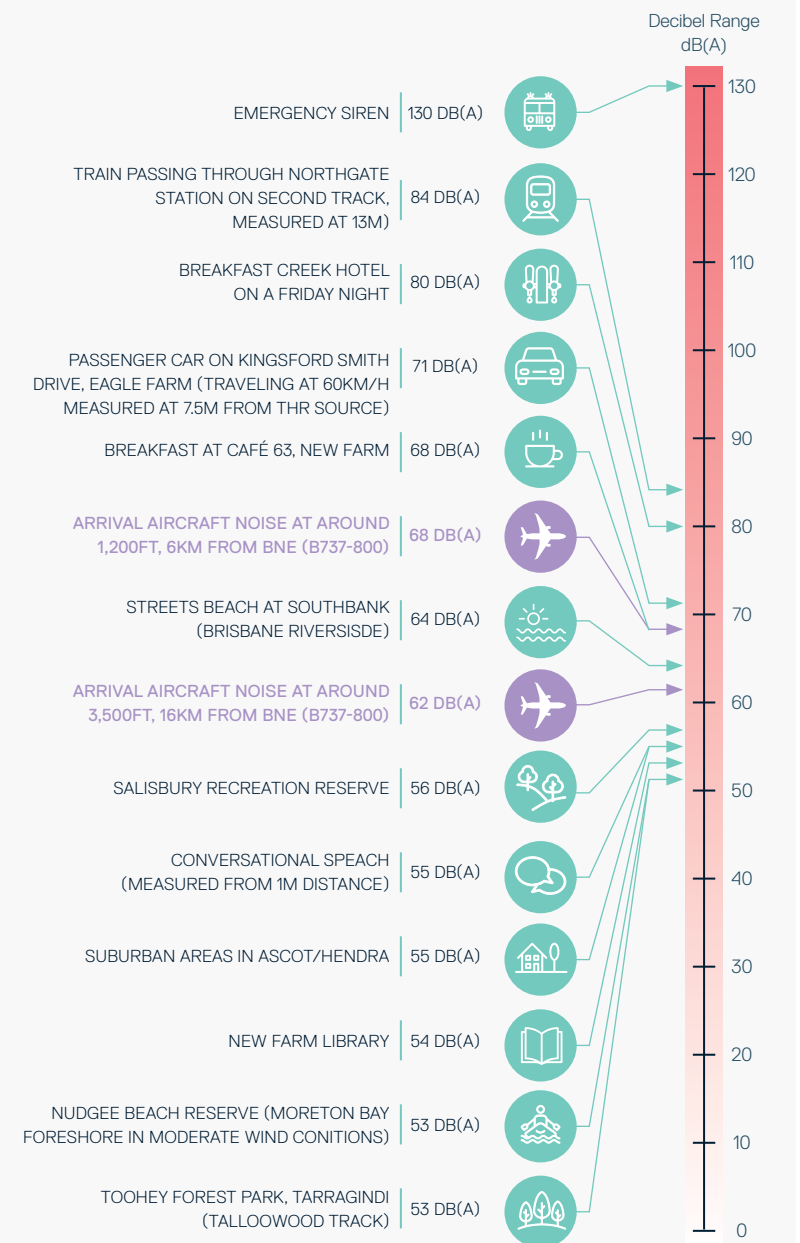 Decibel Range
dB(A)
EMERGENCY SIREN 130 DB(A)
TRAIN PASSING THROUGH NORTHGATE
STATION ON SECOND TRACK,
MEASURED AT 13M)
84 DB(A)
BREAKFAST CREEK HOTEL
ON A FRIDAY NIGHT
80 DB(A)
PASSENGER CAR ON KINGSFORD SMITH
DRIVE, EAGLE FARM (TRAVELING AT 60KM/H
MEASURED AT 7.5M FROM THR SOURCE)
71 DB(A)
BREAKFAST AT CAFÉ 63, NEW FARM 68 DB(A)
ARRIVAL AIRCRAFT NOISE AT AROUND
1,200FT, 6KM FROM BNE (B737-800)
68 DB(A)
STREETS BEACH AT SOUTHBANK
(BRISBANE RIVERSISDE)
64 DB(A)
ARRIVAL AIRCRAFT NOISE AT AROUND
3,500FT, 16KM FROM BNE (B737-800)
62 DB(A)
SALISBURY RECREATION RESERVE 56 DB(A)
CONVERSATIONAL SPEACH
(MEASURED FROM 1M DISTANCE)
55 DB(A)
SUBURBAN AREAS IN ASCOT/HENDRA 55 DB(A)
NEW FARM LIBRARY 54 DB(A)
NUDGEE BEACH RESERVE (MORETON BAY
FORESHORE IN MODERATE WIND CONITIONS)
53 DB(A)
TOOHEY FOREST PARK, TARRAGINDI
(TALLOOWOOD TRACK)
53 DB(A)
130
120
110
100
90
80
70
60
50
40
30
20
10
0